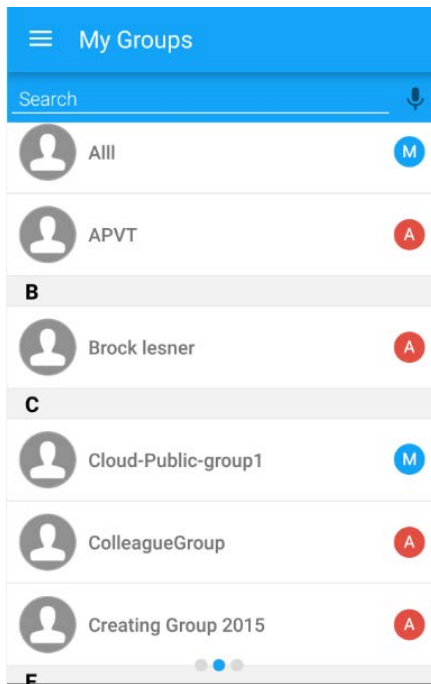 My Groups
Search
Alll
M
APVT
A
B
Brock lesner
A
C
Cloud-Public-group1
M
ColleagueGroup
A
Creating Group 2015
A